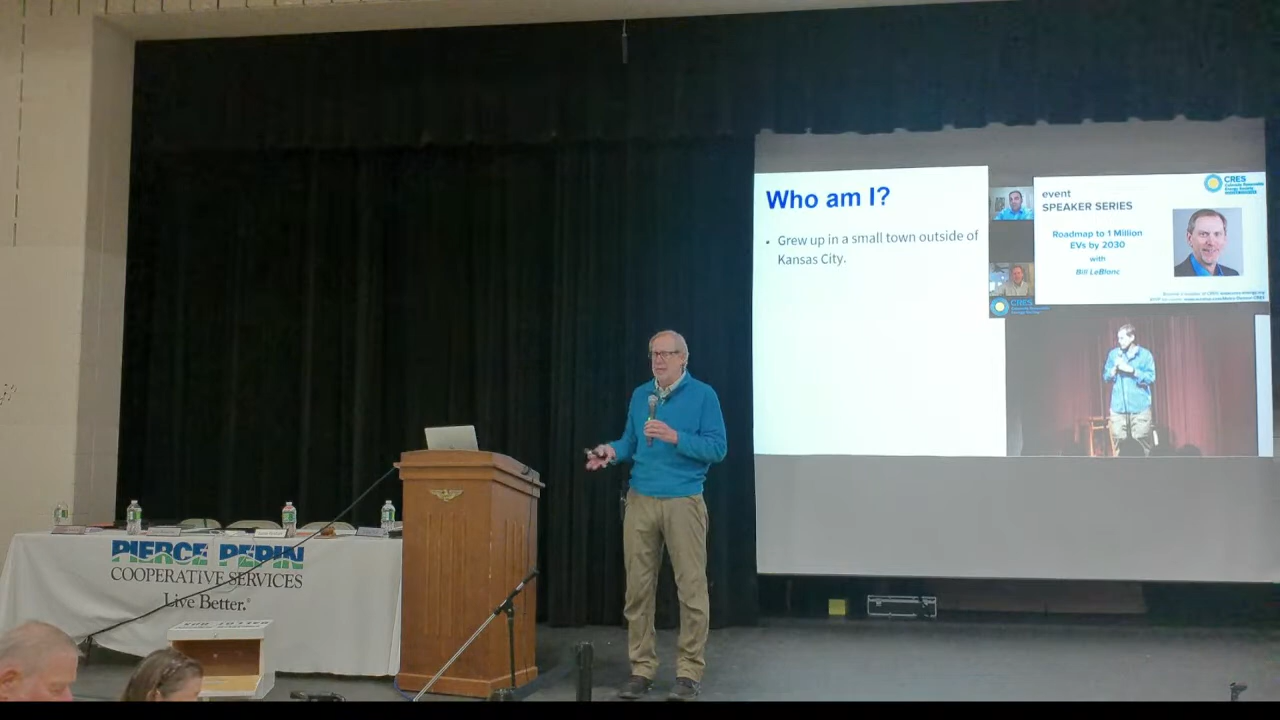 Who am I?
• Grew up in a small town outside of
Kansas City.
CRES
event
SPEAKER SERIES
Roadmap to 1 Million
EVs by 2030
with
Bill LeBlanc
CRES
PIERCE PEPIN
COOPERATIVE SERVICES
Live Better.®